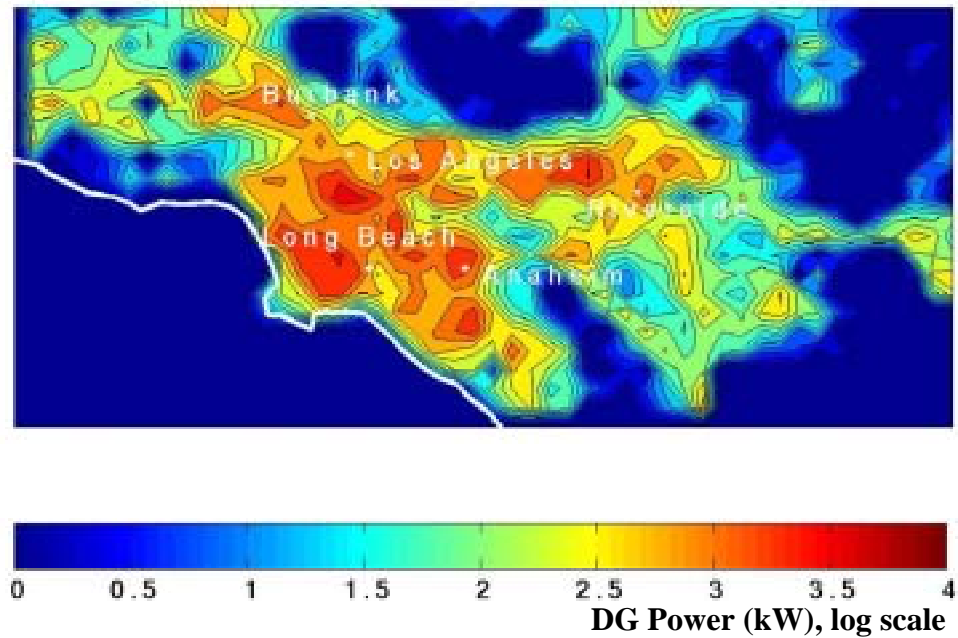 Burbank
Los Angeles
Riverside
Long Beach
Anaheim
0 0.5 1 1.5 2 2.5 3 3.5 4
DG Power (kW), log scale